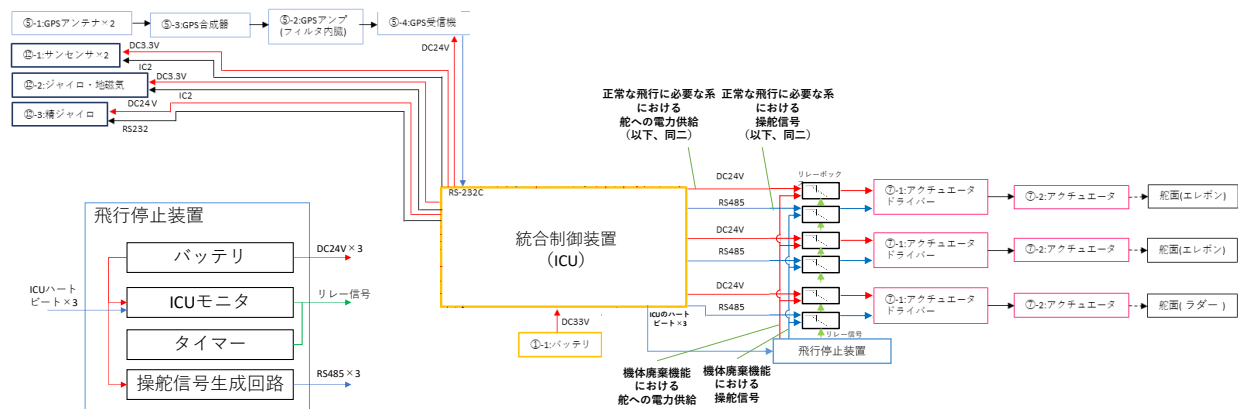 ⑤-1:GPSアンテナ×2
⑤-3:GPS合成器
⑤-2:GPSアンプ
(フィルタ内臓)
⑤-4:GPS受信機
⑫-1:サンセンサ×2
DC3.3V
IC2
DC24V
⑫-2:ジャイロ・地磁気
DC3.3V
IC2
⑫-3:精ジャイロ
DC24V
RS232
正常な飛行に必要な系
における
舵への電力供給
(以下、同二)
正常な飛行に必要な系
における
操舵信号
(以下、同二)
RS-232C
統合制御装置
(ICU)
DC24V
RS485
DC24V
RS485
DC24V
RS485
リレーボック
⑦-1:アクチュエータ
ドライバー
⑦-2:アクチュエータ
舵面(エレボン)
⑦-1:アクチュエータ
ドライバー
⑦-2:アクチュエータ
舵面(エレボン)
⑦-1:アクチュエータ
ドライバー
⑦-2:アクチュエータ
舵面(ラダー)
ICUのハート
ビート×3
DC33V
①-1:バッテリ
リレー信号
飛行停止装置
機体廃棄機能
における
舵への電力供給
機体廃棄機能
における
操舵信号
飛行停止装置
バッテリ
DC24V×3
ICUハート
ビート×3
ICUモニタ
リレー信号
タイマー
操舵信号生成回路
RS485×3